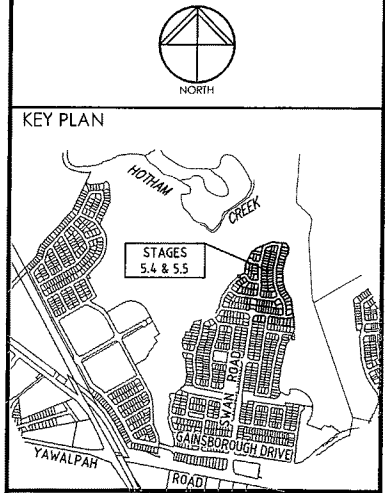 NORTH
KEY PLAN
HOTHAM
CREEK
STAGES
5.4 & 5.5
SWAN ROAD
GAINSBOROUGH DRIVE
YAWALPAH
ROAD